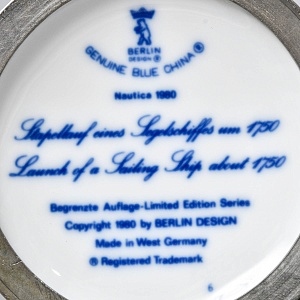 BERLIN
DESIGN ®
GENUINE BLUE CHINA ®
Nautica 1980
Stapellauf eines Segelschiffes um 1750
Launch of a Sailing Ship about 1750
Begrenzte Auflage-Limited Edition Series
Copyright 1980 by BERLIN DESIGN
Made in West Germany
® Registered Trademark
6